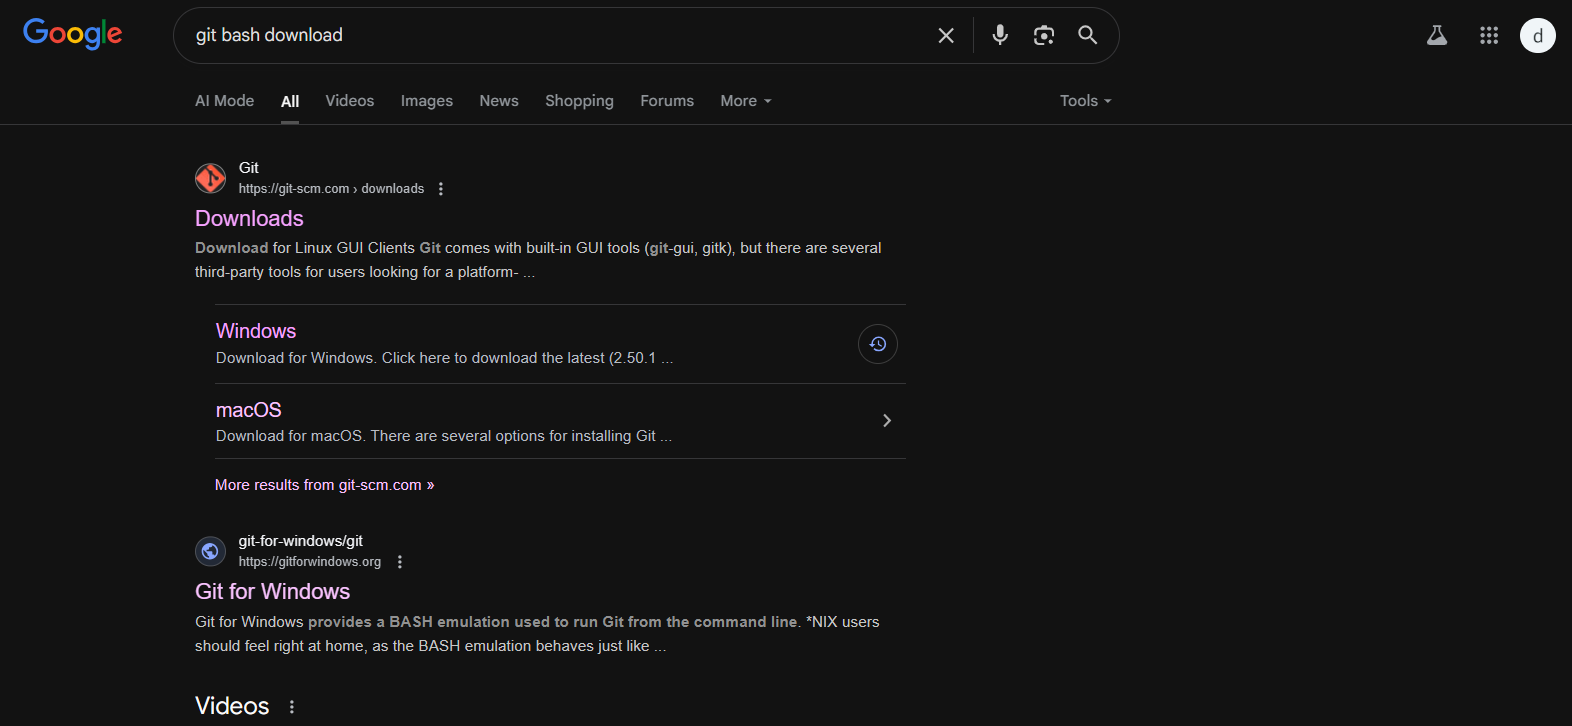 Google
git bash download
d
AI Mode
All
Videos
Images
News
Shopping
Forums
More
Tools
Git
https://git-scm.com › downloads
Downloads
Download for Linux GUI Clients Git comes with built-in GUI tools (git-gui, gitk), but there are several
third-party tools for users looking for a platform- ...
Windows
Download for Windows. Click here to download the latest (2.50.1 ...
macOS
Download for macOS. There are several options for installing Git ...
More results from git-scm.com »
git-for-windows/git
https://gitforwindows.org
Git for Windows
Git for Windows provides a BASH emulation used to run Git from the command line. *NIX users
should feel right at home, as the BASH emulation behaves just like ...
Videos